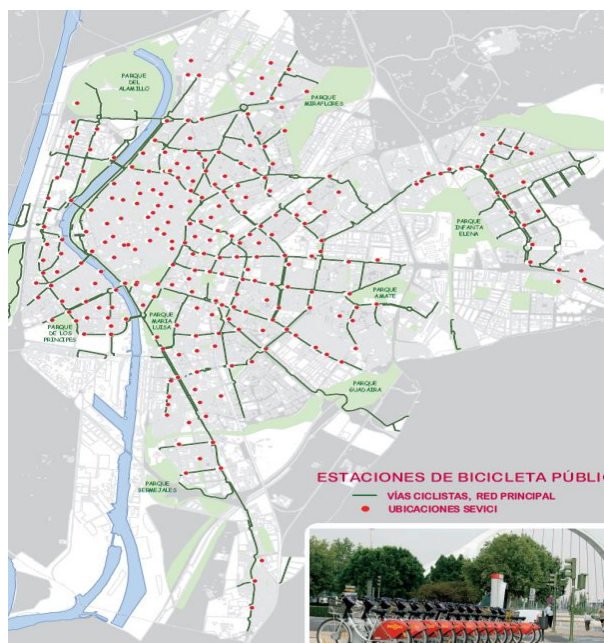 PARQUE
DEL
ALAMILLO
PARQUE
MIRAFLORES
PARQUE
INFANTA
ELENA
PARQUE
AMATE
PARQUE
MARIA
LUISA
PARQUE
DE LOS
PRINCIPES
PARQUE
GUADAIRA
PARQUE
BERMEJALES
ESTACIONES DE BICICLETA PÚBLI
VÍAS CICLISTAS, RED PRINCIPAL
UBICACIONES SEVICI